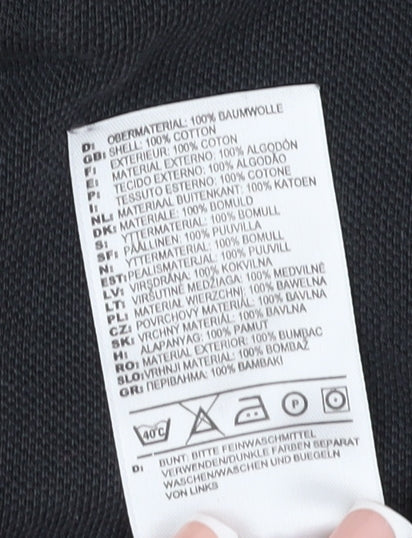 D: OBERMATERIAL: 100% BAUMWOLLE
GB: SHELL: 100% COTTON
F: EXTERIEUR: 100% COTON
E: MATERIAL EXTERNO: 100% ALGODÓN
P: TECIDO EXTERNO: 100% ALGODÃO
I: TESSUTO ESTERNO: 100% COTONE
NL: MATERIAAL BUITENKANT: 100% KATOEN
DK: MATERIALE: 100% BOMULD
S: YTTERMATERIAL: 100% BOMULL
SF: PÄÄLLINEN: 100% PUUVILLA
N: YTTERMATERIAL: 100% BOMULL
EST: PEALISMATERJAL: 100% PUUVILL
LV: VIRSDRĀNA: 100% KOKVILNA
LT: VIRŠUTINĖ MEDŽIAGA: 100% MEDVILNĖ
PL: MATERIAŁ WIERZCHNI: 100% BAWEŁNA
CZ: POVRCHOVÝ MATERIÁL: 100% BAVLNA
SK: VRCHNÝ MATERIÁL: 100% BAVLNA
H: ALAPANYAG: 100% PAMUT
RO: MATERIAL EXTERIOR: 100% BUMBAC
SLO: VRHNJI MATERIAL: 100% BOMBAŽ
GR: ΠΕΡΙΒΛΗΜΑ: 100% ΒΑΜΒΑΚΙ
40°C P
D: BUNT: BITTE FEINWASCHMITTEL
VERWENDEN/DUNKLE FARBEN SEPARAT
WASCHEN/WASCHEN UND BUEGELN
VON LINKS